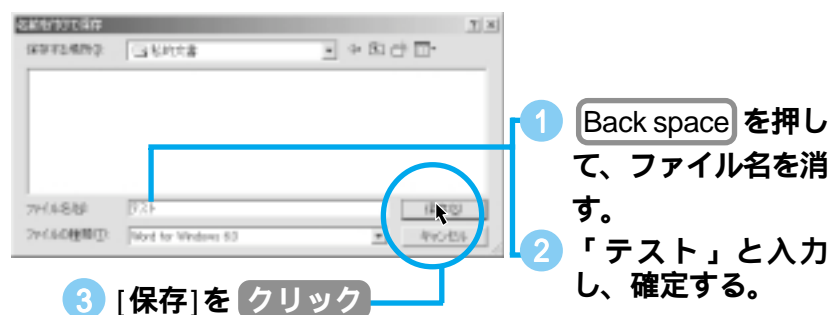 名前を付けて保存
保存する場所(I): 私的文書
ファイル名(N): テスト
保存(S)
ファイルの種類(T): Word for Windows 6.0
キャンセル
1 Back space を押し
て、ファイル名を消
す。
2 「テスト」と入力
し、確定する。
3 [保存]を クリック